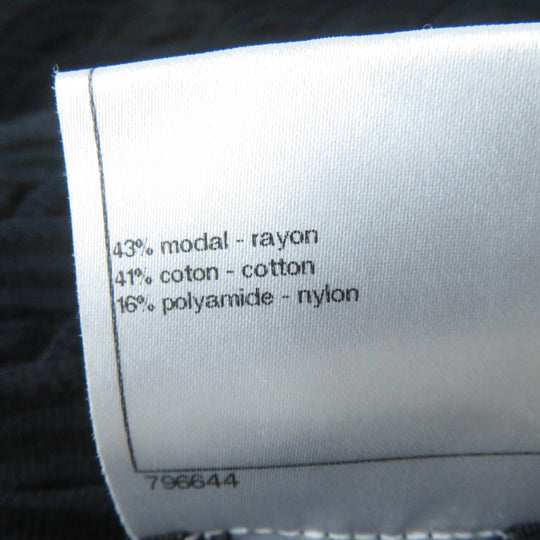 43% modal - rayon
41% coton - cotton
16% polyamide - nylon
796644